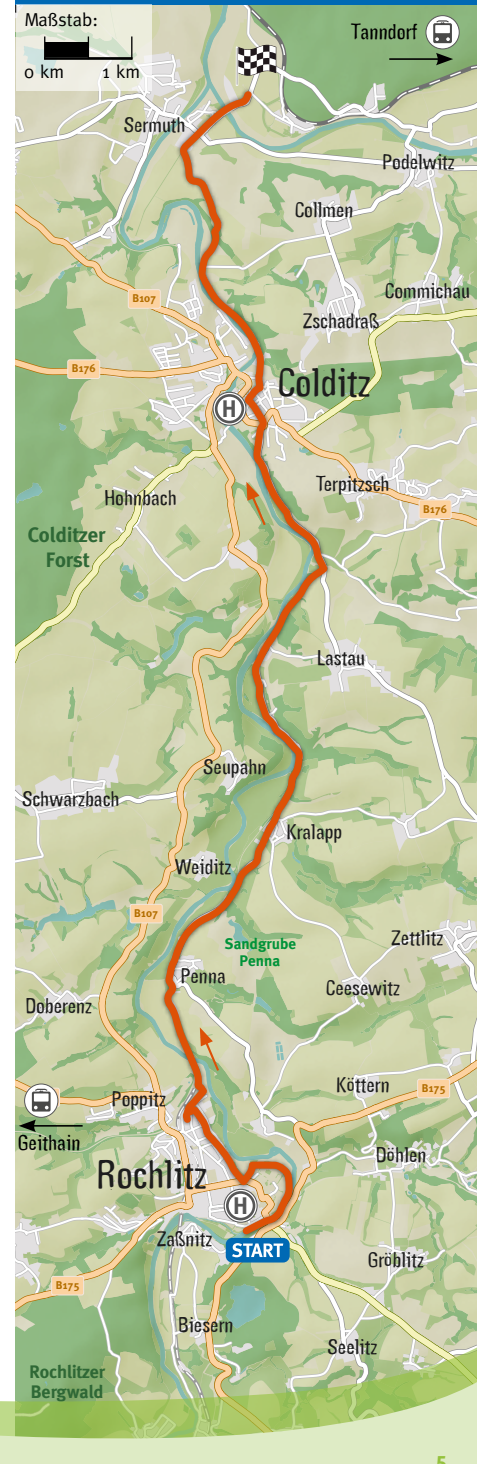 Maßstab:
0 km 1 km
Tanndorf
Sermuth
Podelwitz
Collmen
Commichau
B107
Zschadraß
B176
Colditz
H
Terpitzsch
Hohnbach
B176
Colditzer
Forst
Lastau
Seupahn
Schwarzbach
Kralapp
Weiditz
B107
Sandgrube
Penna
Zettlitz
Penna
Ceesewitz
Doberenz
Köttern
B175
Poppitz
Geithain
Döhlen
Rochlitz
H
Zaßnitz
START
Gröblitz
B175
Biesern
Seelitz
Rochlitzer
Bergwald
5